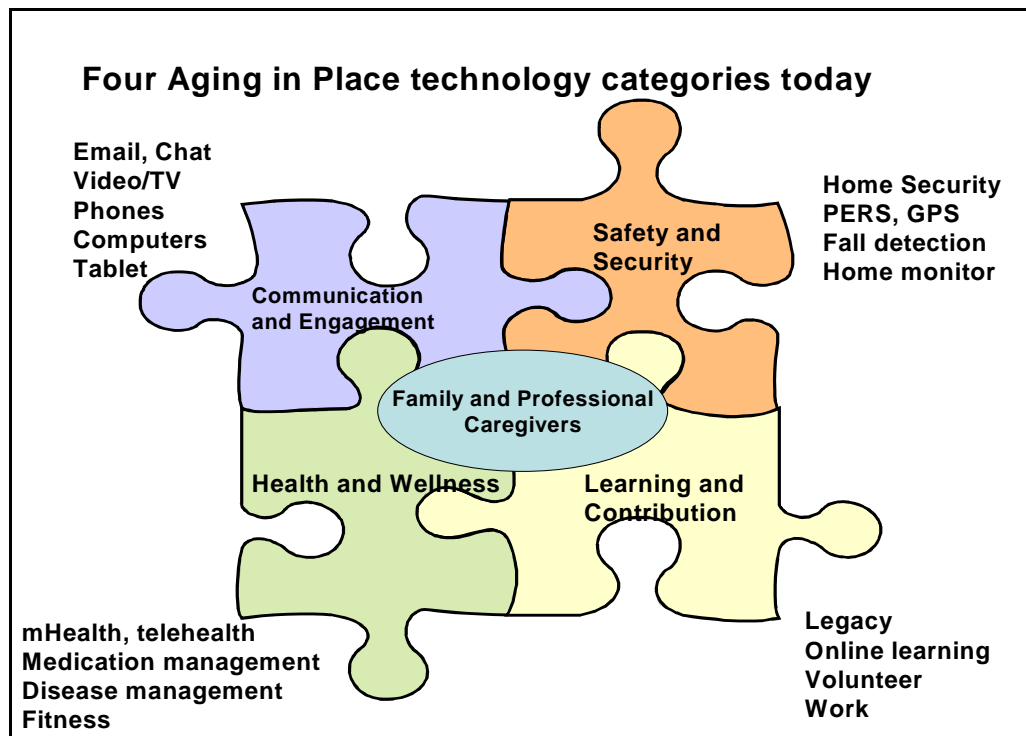 Four Aging in Place technology categories today
Email, Chat
Video/TV
Phones
Computers
Tablet
Communication
and Engagement
Safety and
Security
Home Security
PERS, GPS
Fall detection
Home monitor
Family and Professional
Caregivers
Health and Wellness
Learning and
Contribution
mHealth, telehealth
Medication management
Disease management
Fitness
Legacy
Online learning
Volunteer
Work